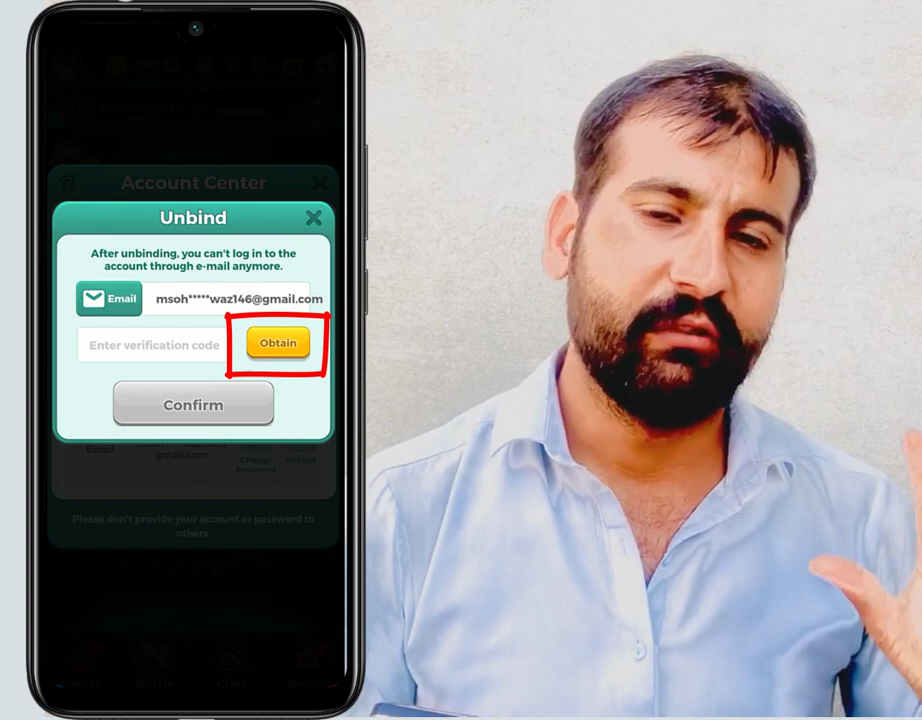 Account Center
Unbind
After unbinding, you can't log in to the
account through e-mail anymore.
Email
msoh*****waz146@gmail.com
Enter verification code
Obtain
Confirm
Email
gmail.com
Change
Password
Unbind
Please don't provide your account or password to
others.